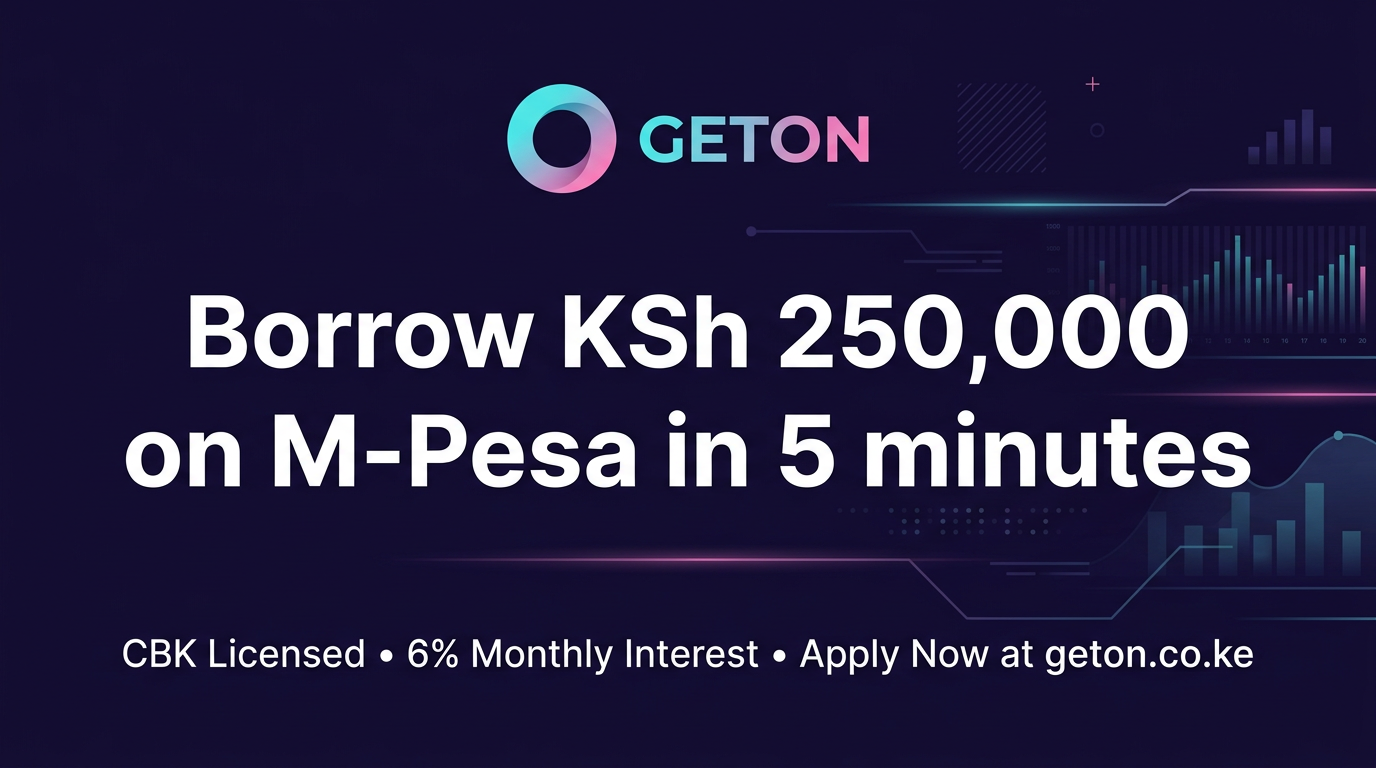 GETON
Borrow KSh 250,000
on M-Pesa in 5 minutes
CBK Licensed • 6% Monthly Interest • Apply Now at geton.co.ke